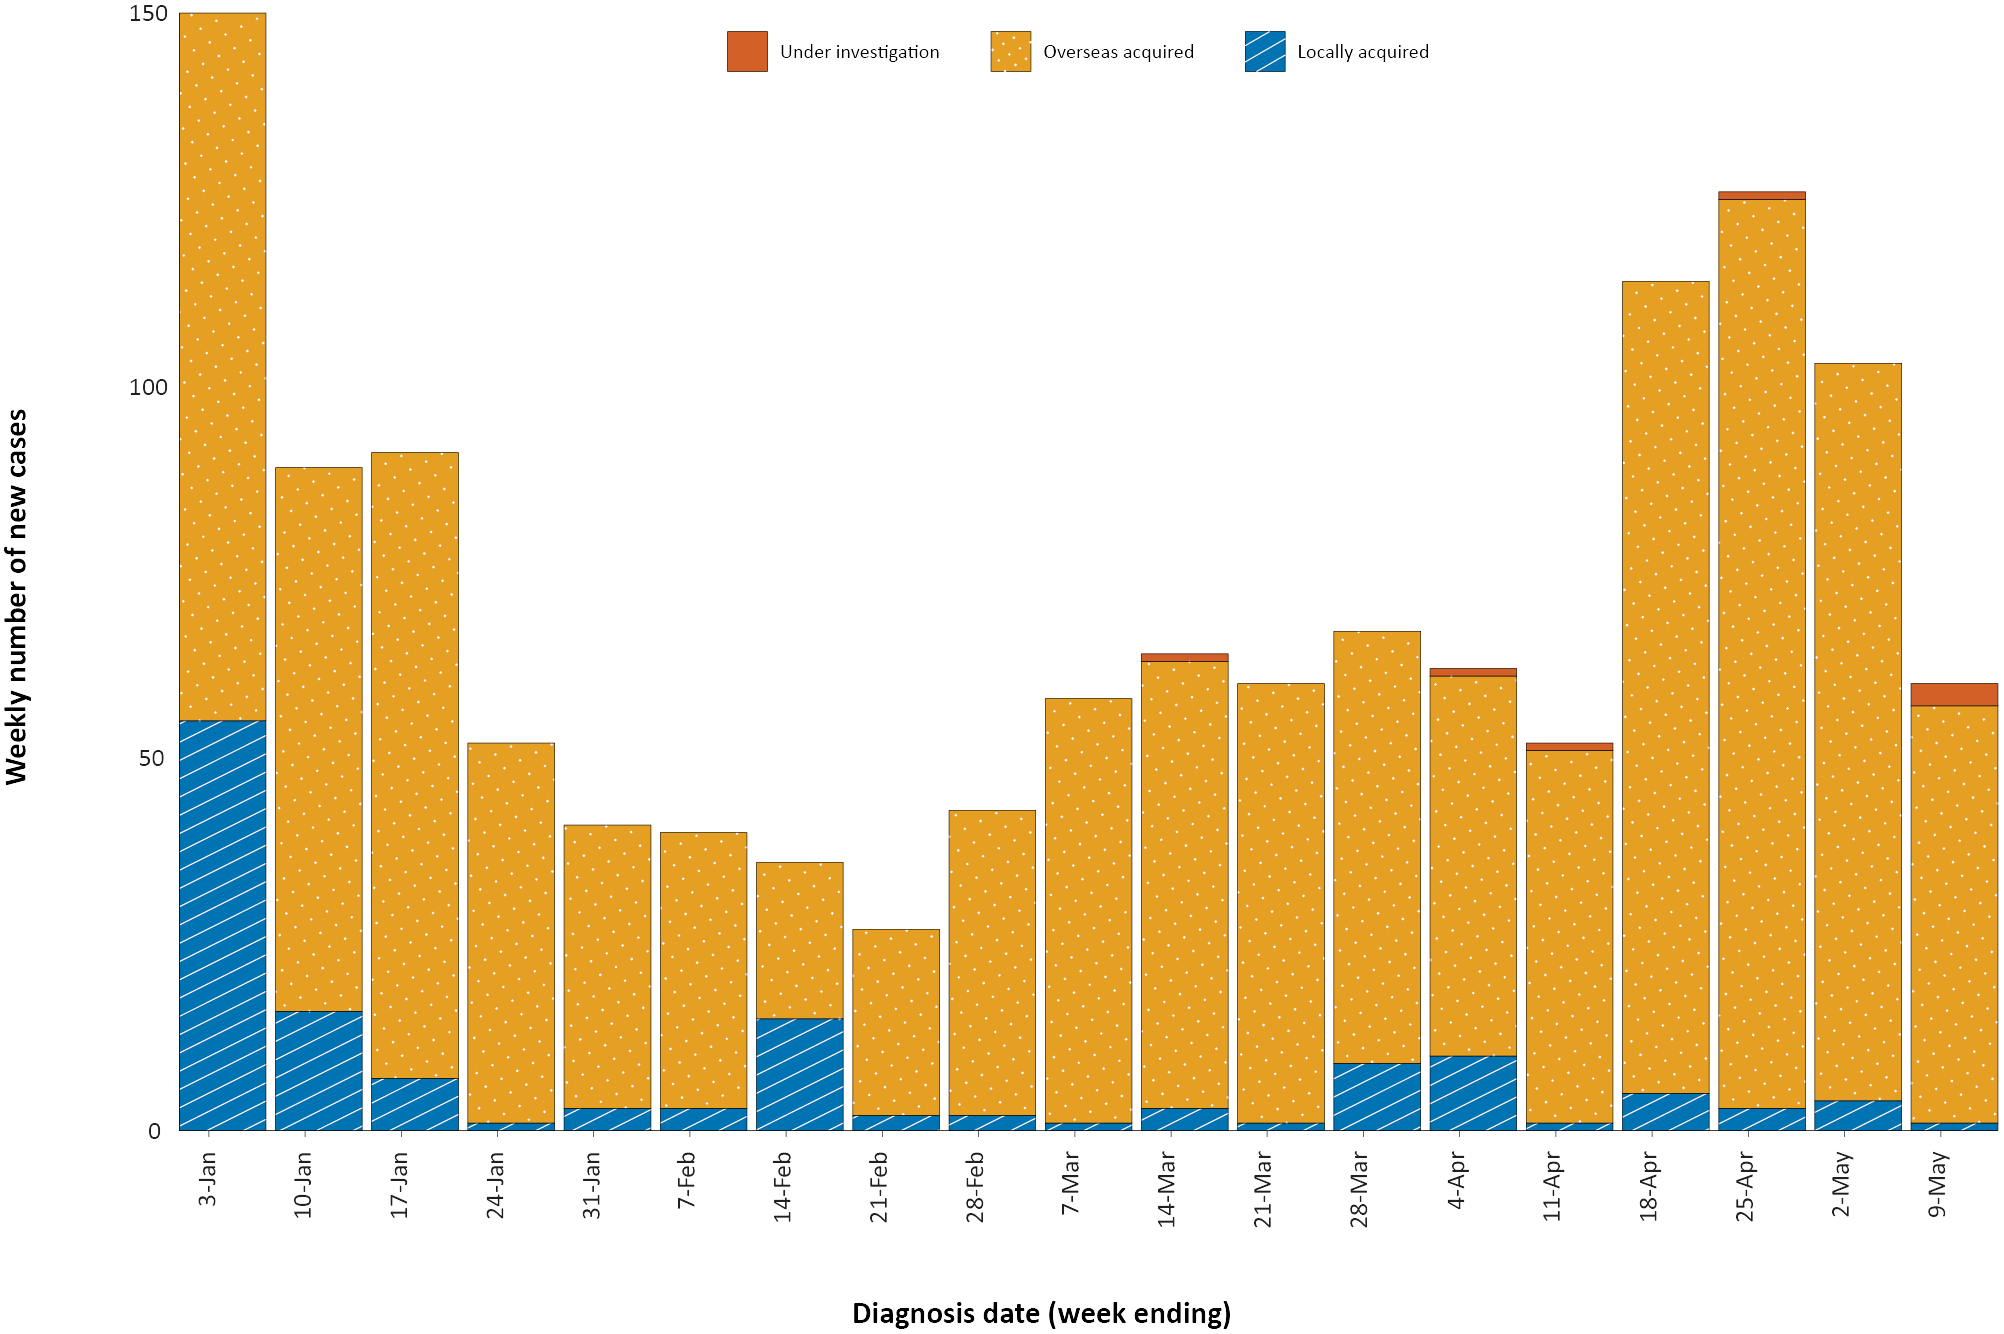 150
Under investigation
Overseas acquired
Locally acquired
100
50
0
Weekly number of new cases
3-Jan
10-Jan
17-Jan
24-Jan
31-Jan
7-Feb
14-Feb
21-Feb
28-Feb
7-Mar
14-Mar
21-Mar
28-Mar
4-Apr
11-Apr
18-Apr
25-Apr
2-May
9-May
Diagnosis date (week ending)